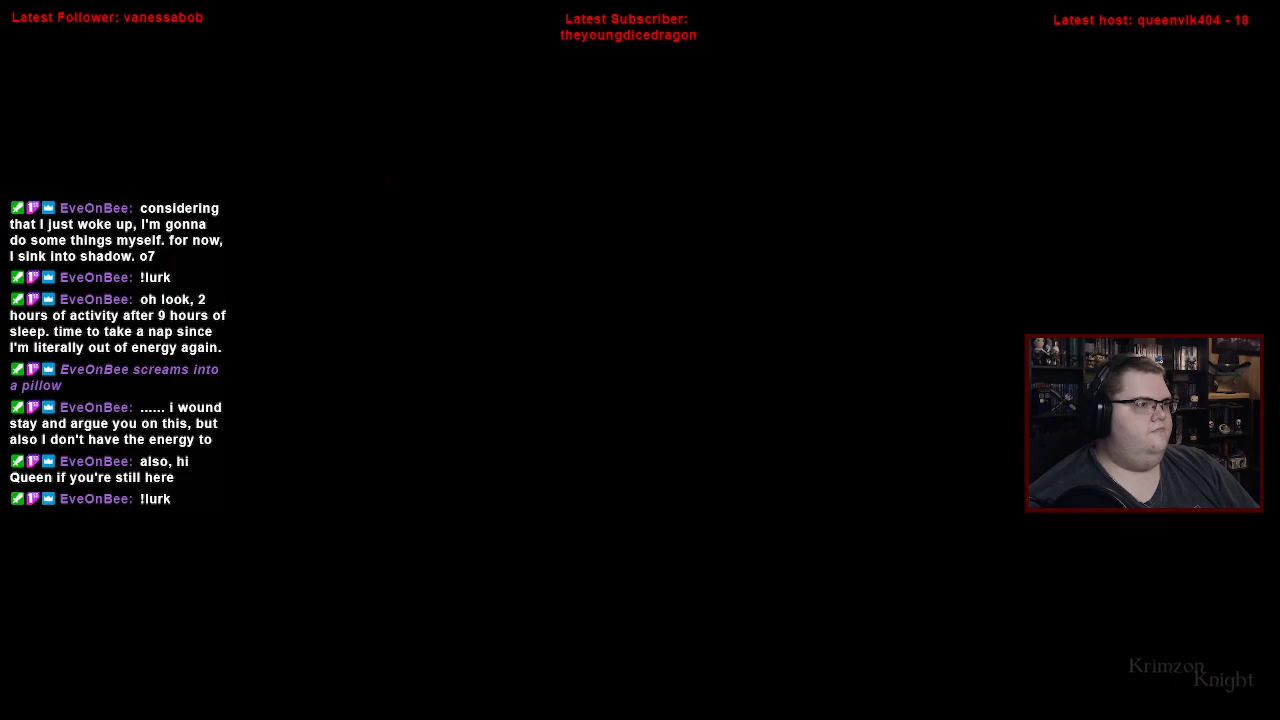 Latest Follower: vanessabob
Latest Subscriber:
theyoungdicedragon
Latest host: queenvik404 - 18
EveOnBee: considering
that I just woke up, I'm gonna
do some things myself. for now,
I sink into shadow. o7
EveOnBee: !lurk
EveOnBee: oh look, 2
hours of activity after 9 hours of
sleep. time to take a nap since
I'm literally out of energy again.
EveOnBee screams into
a pillow
EveOnBee: ...... i wound
stay and argue you on this, but
also I don't have the energy to
EveOnBee: also, hi
Queen if you're still here
EveOnBee: !lurk
Krimzon
Knight